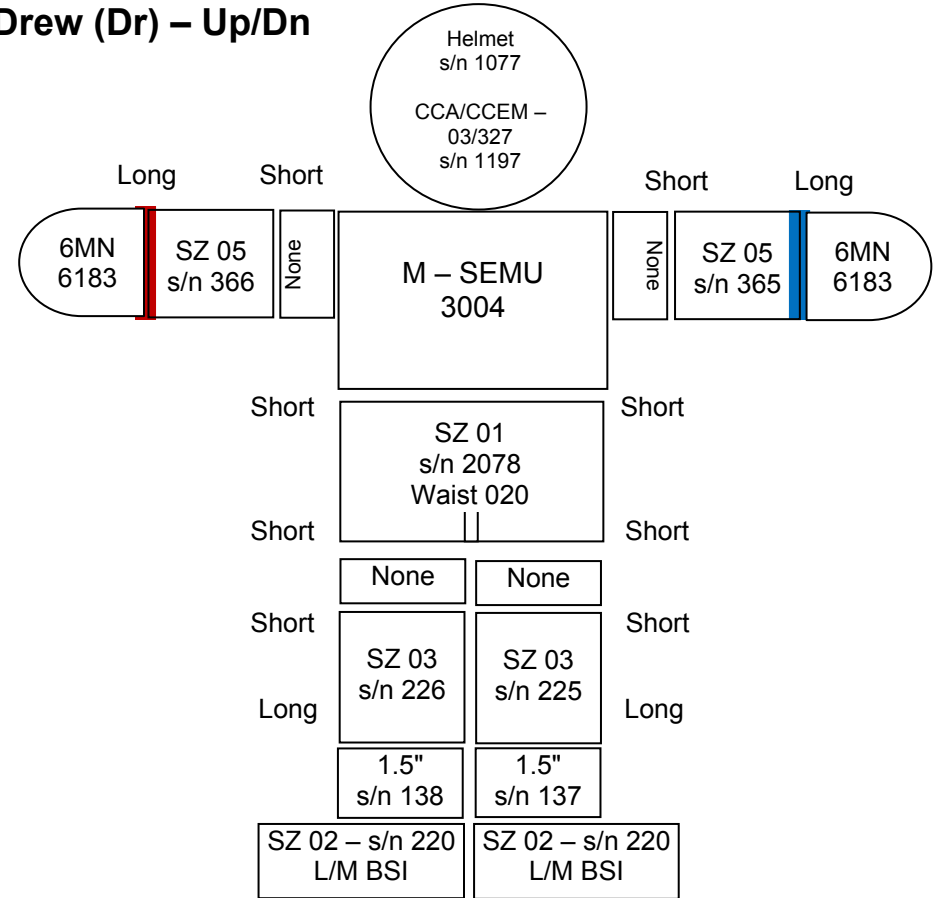 Drew (Dr) – Up/Dn
Helmet
s/n 1077
CCA/CCEM –
03/327
s/n 1197
Long
Short
Short
Long
6MN
6183
SZ 05
s/n 366
None
M – SEMU
3004
None
SZ 05
s/n 365
6MN
6183
Short
Short
SZ 01
s/n 2078
Waist 020
Short
Short
None
None
Short
Short
SZ 03
s/n 226
SZ 03
s/n 225
Long
Long
1.5"
s/n 138
1.5"
s/n 137
SZ 02 – s/n 220
L/M BSI
SZ 02 – s/n 220
L/M BSI